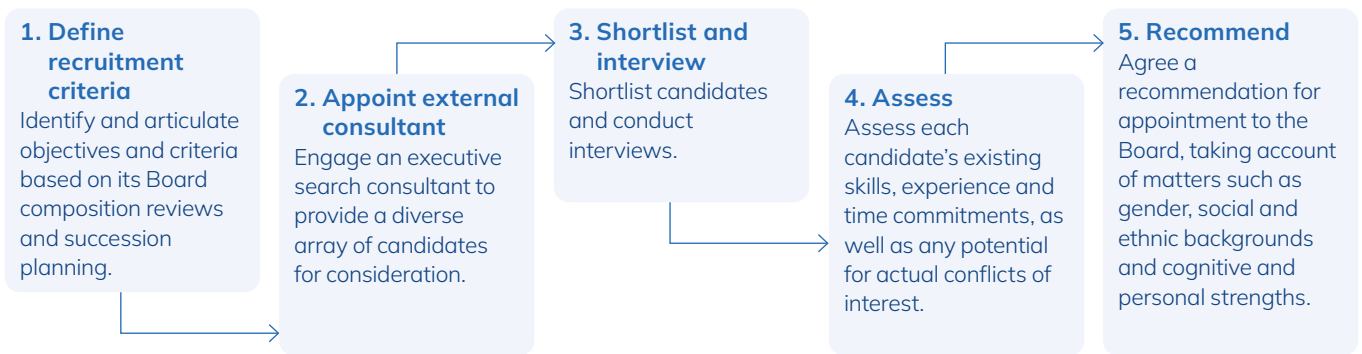 1. Define
recruitment
criteria
Identify and articulate
objectives and criteria
based on its Board
composition reviews
and succession
planning.
2. Appoint external
consultant
Engage an executive
search consultant to
provide a diverse
array of candidates
for consideration.
3. Shortlist and
interview
Shortlist candidates
and conduct
interviews.
4. Assess
Assess each
candidate’s existing
skills, experience and
time commitments, as
well as any potential
for actual conflicts of
interest.
5. Recommend
Agree a
recommendation for
appointment to the
Board, taking account
of matters such as
gender, social and
ethnic backgrounds
and cognitive and
personal strengths.